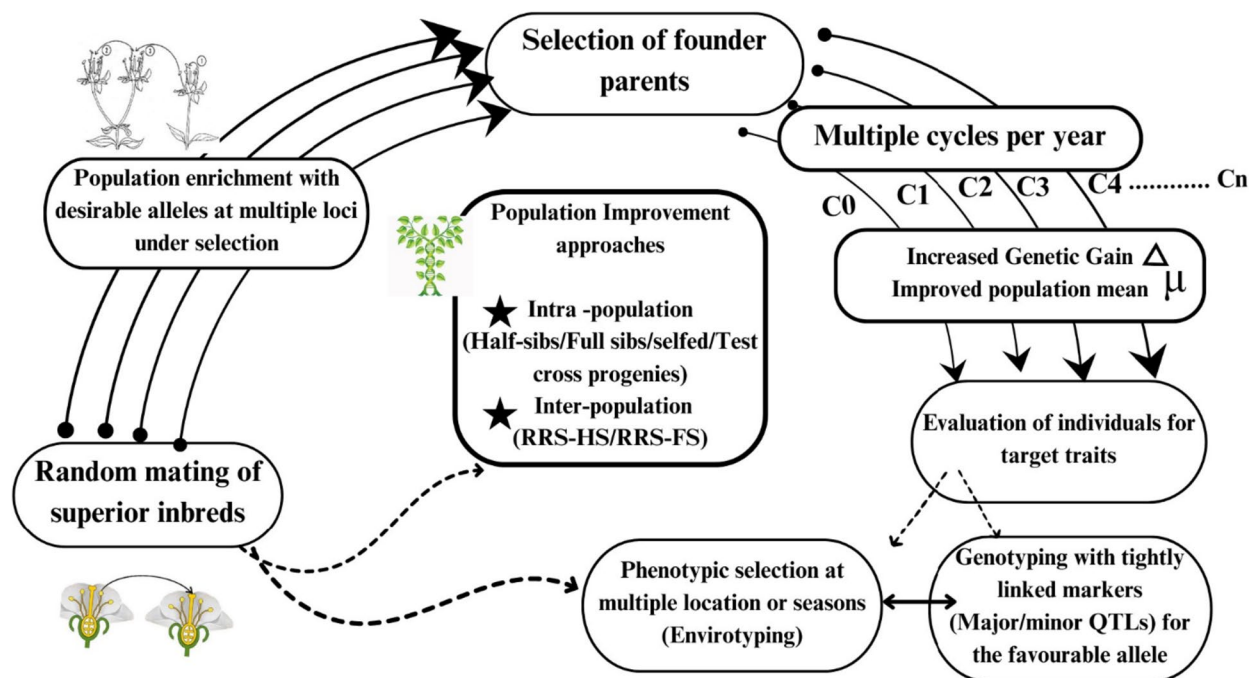 Selection of founder
parents
Multiple cycles per year
C0 C1 C2 C3 C4 ............ Cn
Increased Genetic Gain Δ
Improved population mean μ
Evaluation of individuals for
target traits
Genotyping with tightly
linked markers
(Major/minor QTLs) for
the favourable allele
Phenotypic selection at
multiple location or seasons
(Envirotyping)
Random mating of
superior inbreds
Population enrichment with
desirable alleles at multiple loci
under selection
Population Improvement
approaches
Intra -population
(Half-sibs/Full sibs/selfed/Test
cross progenies)
Inter-population
(RRS-HS/RRS-FS)